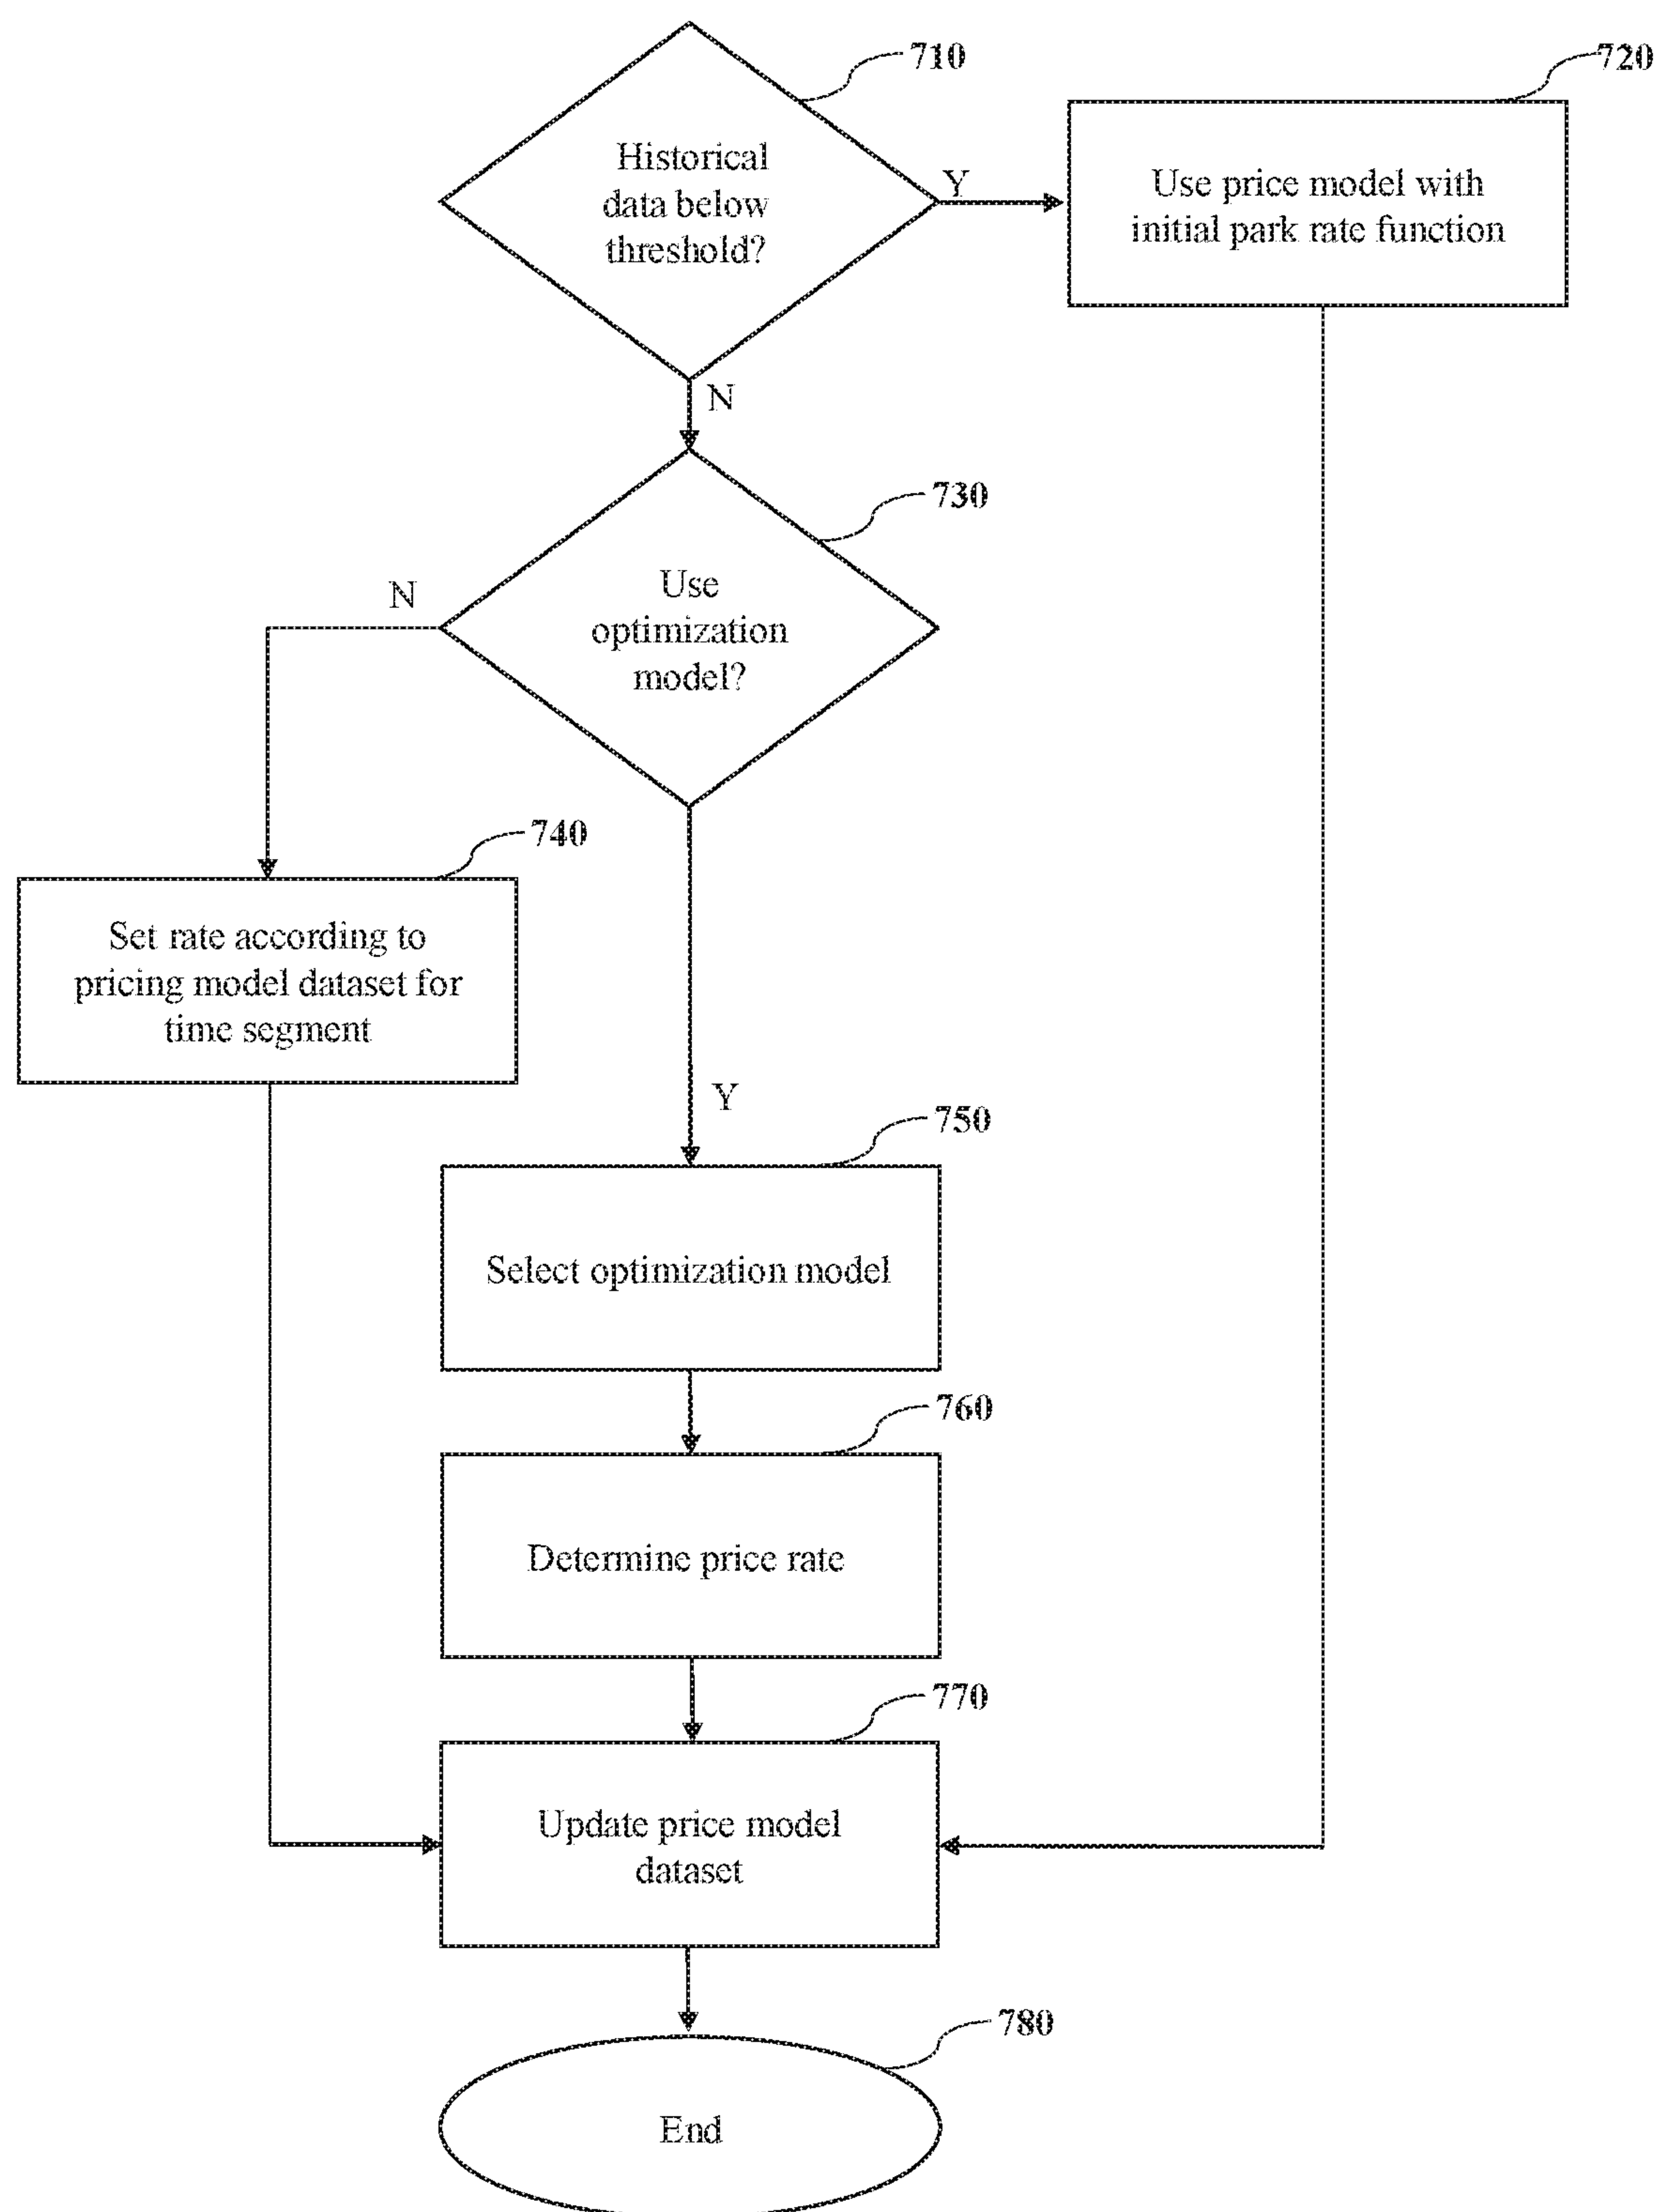 710
Historical
data below
threshold?
Y
720
Use price model with
initial park rate function
N
730
Use
optimization
model?
N
740
Set rate according to
pricing model dataset for
time segment
Y
750
Select optimization model
760
Determine price rate
770
Update price model
dataset
780
End